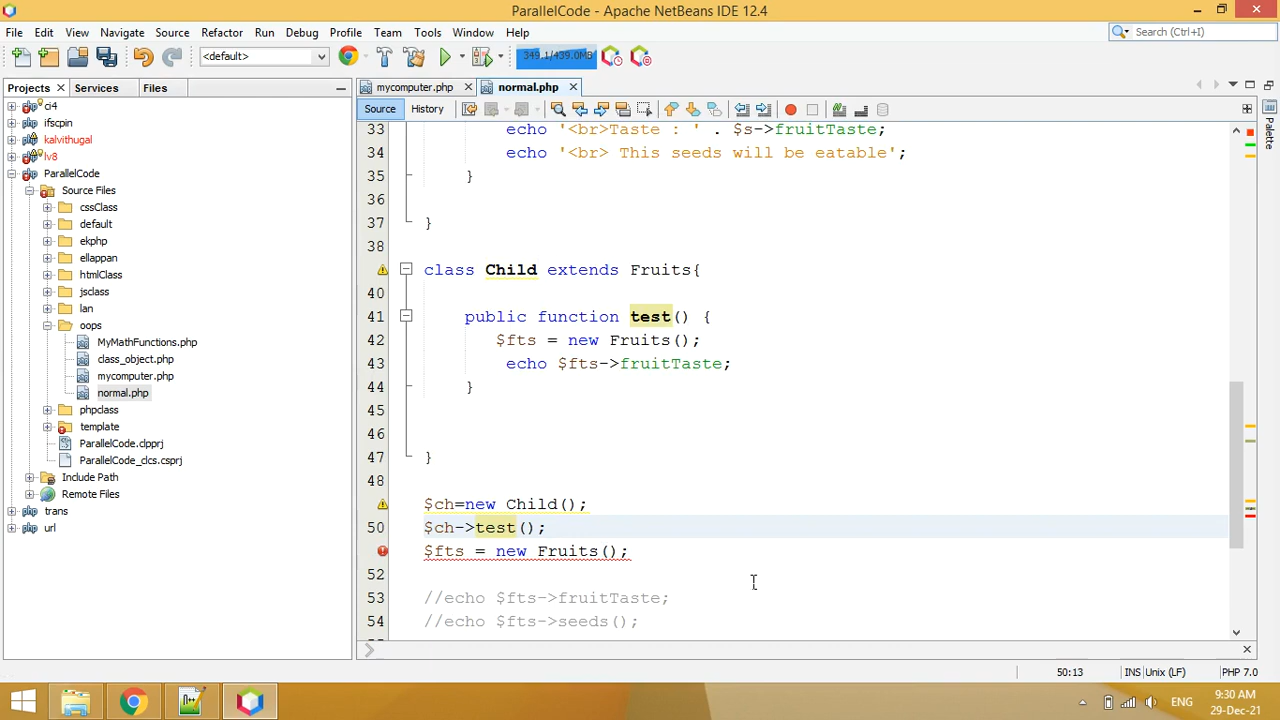 ParallelCode - Apache NetBeans IDE 12.4
File Edit View Navigate Source Refactor Run Debug Profile Team Tools Window Help
Search (Ctrl+I)
<default>
349.1/439.0MB
Projects Services Files
mycomputer.php normal.php
Source History
Palette
ci4
ifscpin
kalvithugal
lv8
ParallelCode
Source Files
cssClass
default
ekphp
ellappan
htmlClass
jsclass
lan
oops
MyMathFunctions.php
class_object.php
mycomputer.php
normal.php
phpclass
template
ParallelCode.clpprj
ParallelCode_clcs.csprj
Include Path
Remote Files
trans
url
33 echo '<br>Taste : ' . $s->fruitTaste;
34 echo '<br> This seeds will be eatable';
35 }
36
37 }
38
class Child extends Fruits{
40
41 public function test() {
42 $fts = new Fruits();
43 echo $fts->fruitTaste;
44 }
45
46
47 }
48
$ch=new Child();
50 $ch->test();
$fts = new Fruits();
52
53 //echo $fts->fruitTaste;
54 //echo $fts->seeds();
50:13 INS Unix (LF) PHP 7.0
ENG
9:30 AM
29-Dec-21